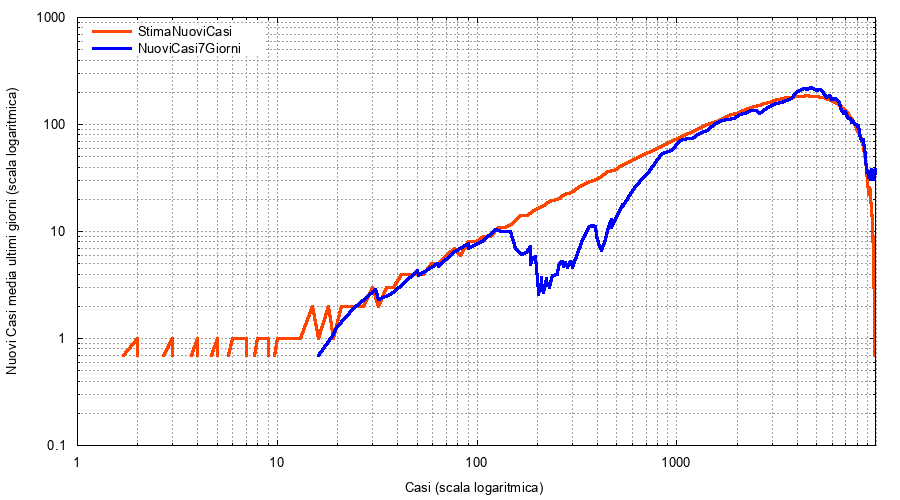 1000
StimaNuoviCasi
NuoviCasi7Giorni
100
10
1
0.1
Nuovi Casi media ultimi giorni (scala logaritmica)
1
10
100
1000
Casi (scala logaritmica)